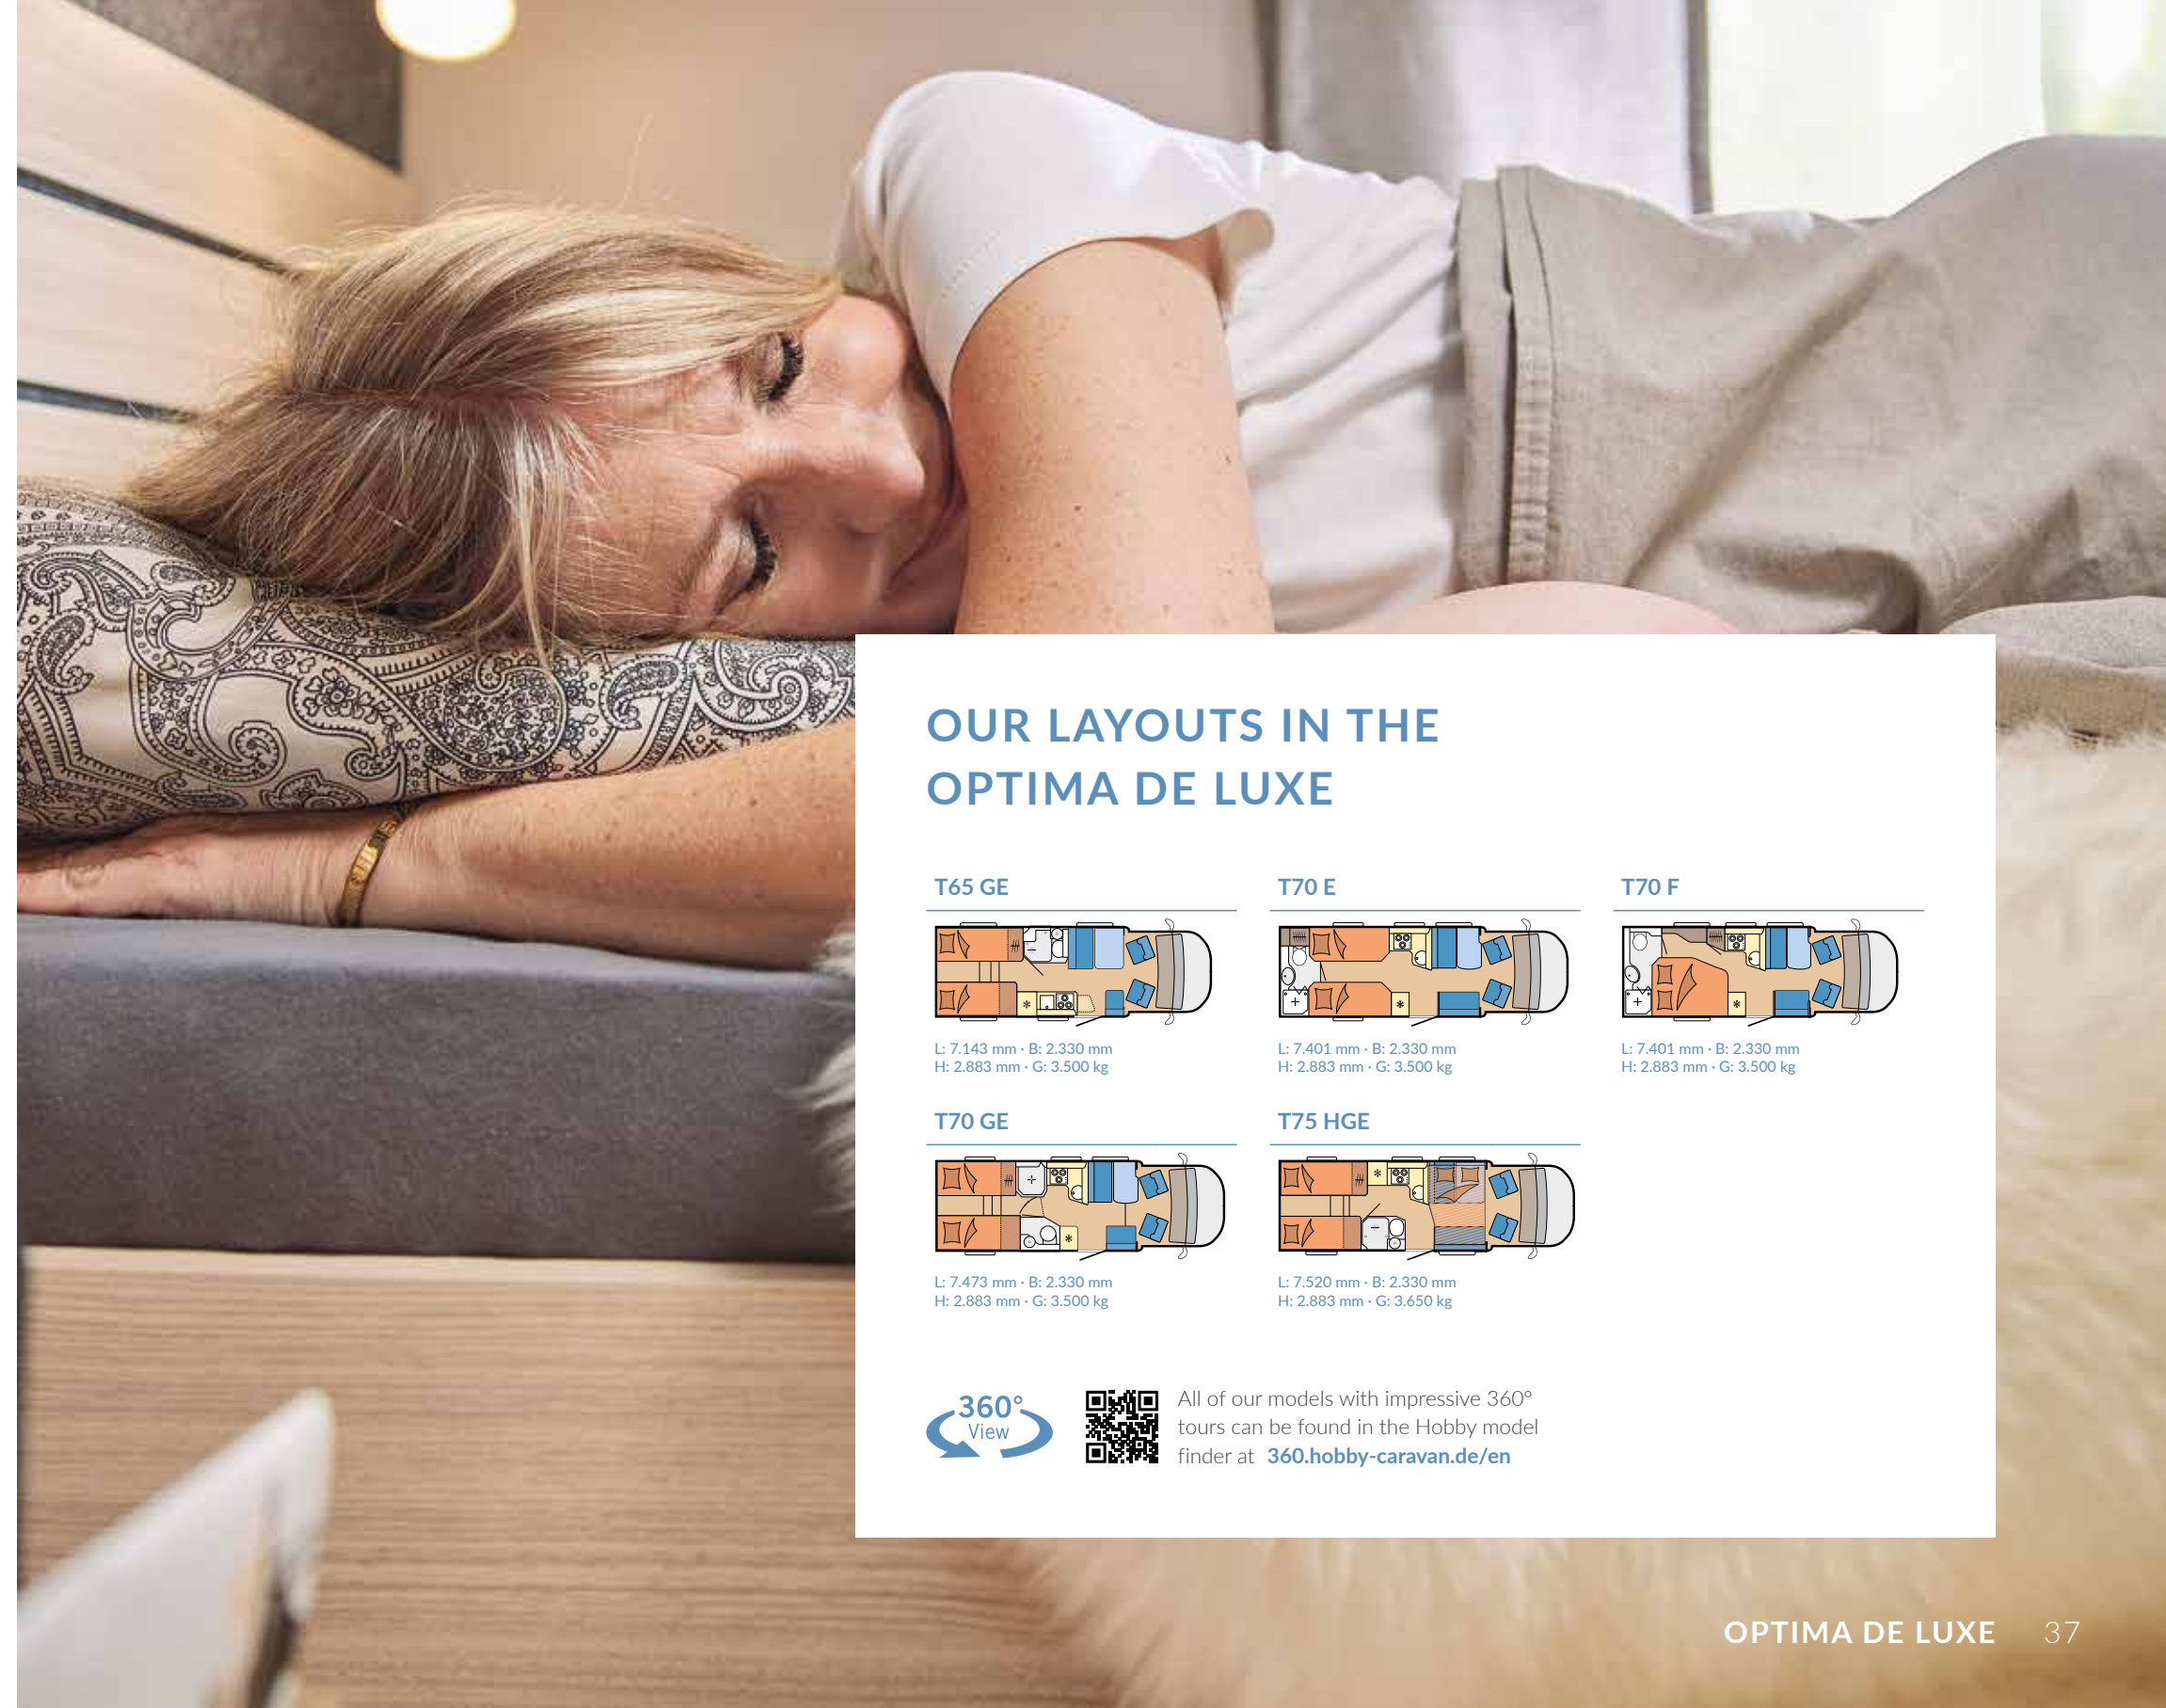 OUR LAYOUTS IN THE
OPTIMA DE LUXE
T65 GE
L: 7.143 mm · B: 2.330 mm
H: 2.883 mm · G: 3.500 kg
T70 E
L: 7.401 mm · B: 2.330 mm
H: 2.883 mm · G: 3.500 kg
T70 F
L: 7.401 mm · B: 2.330 mm
H: 2.883 mm · G: 3.500 kg
T70 GE
L: 7.473 mm · B: 2.330 mm
H: 2.883 mm · G: 3.500 kg
T75 HGE
L: 7.520 mm · B: 2.330 mm
H: 2.883 mm · G: 3.650 kg
360°
View
All of our models with impressive 360°
tours can be found in the Hobby model
finder at 360.hobby-caravan.de/en
OPTIMA DE LUXE 37